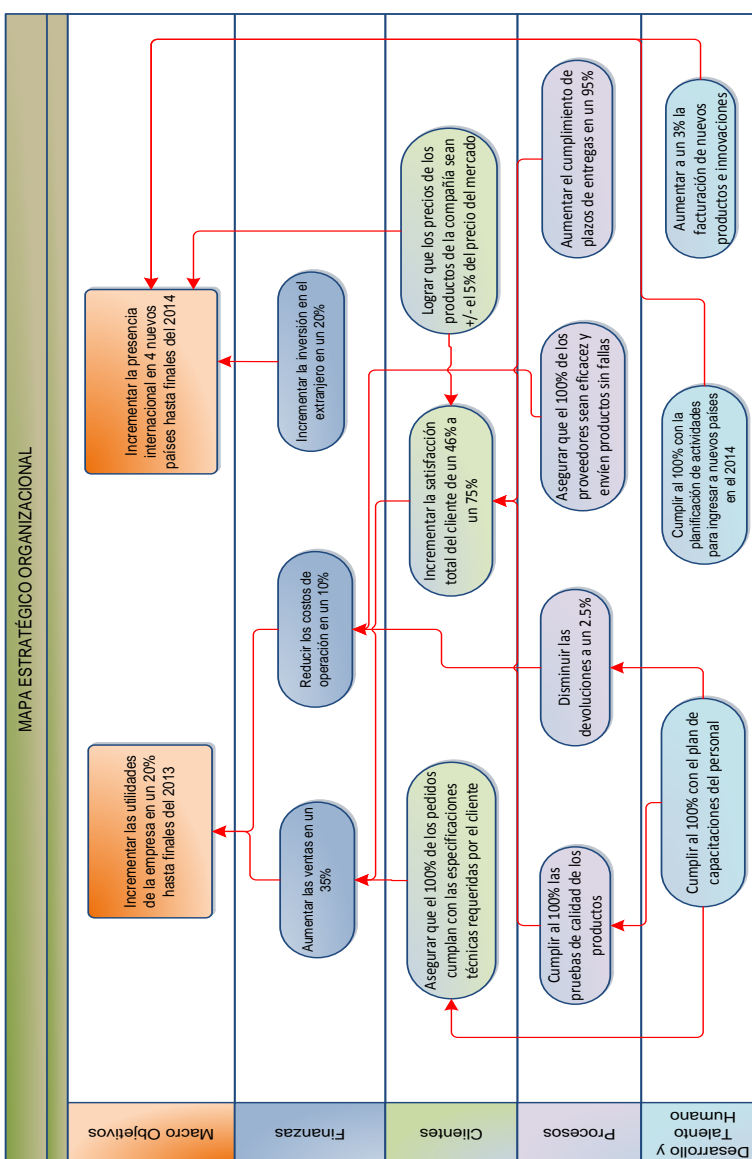 MAPA ESTRATÉGICO ORGANIZACIONAL
Macro Objetivos
Incrementar las utilidades
de la empresa en un 20%
hasta finales del 2013
Incrementar la presencia
internacional en 4 nuevos
países hasta finales del 2014
Finanzas
Aumentar las ventas en un
35%
Reducir los costos de
operación en un 10%
Incrementar la inversión en el
extranjero en un 20%
Clientes
Asegurar que el 100% de los pedidos
cumplan con las especificaciones
técnicas requeridas por el cliente
Incrementar la satisfacción
total del cliente de un 46% a
un 75%
Lograr que los precios de los
productos de la compañía sean
+/- el 5% del precio del mercado
Procesos
Cumplir al 100% las
pruebas de calidad de los
productos
Disminuir las
devoluciones a un 2.5%
Asegurar que el 100% de los
proveedores sean eficacez y
envíen productos sin fallas
Aumentar el cumplimiento de
plazos de entregas en un 95%
Desarrollo y
Talento
Humano
Cumplir al 100% con el plan de
capacitaciones del personal
Cumplir al 100% con la
planificación de actividades
para ingresar a nuevos países
en el 2014
Aumentar a un 3% la
facturación de nuevos
productos e innovaciones